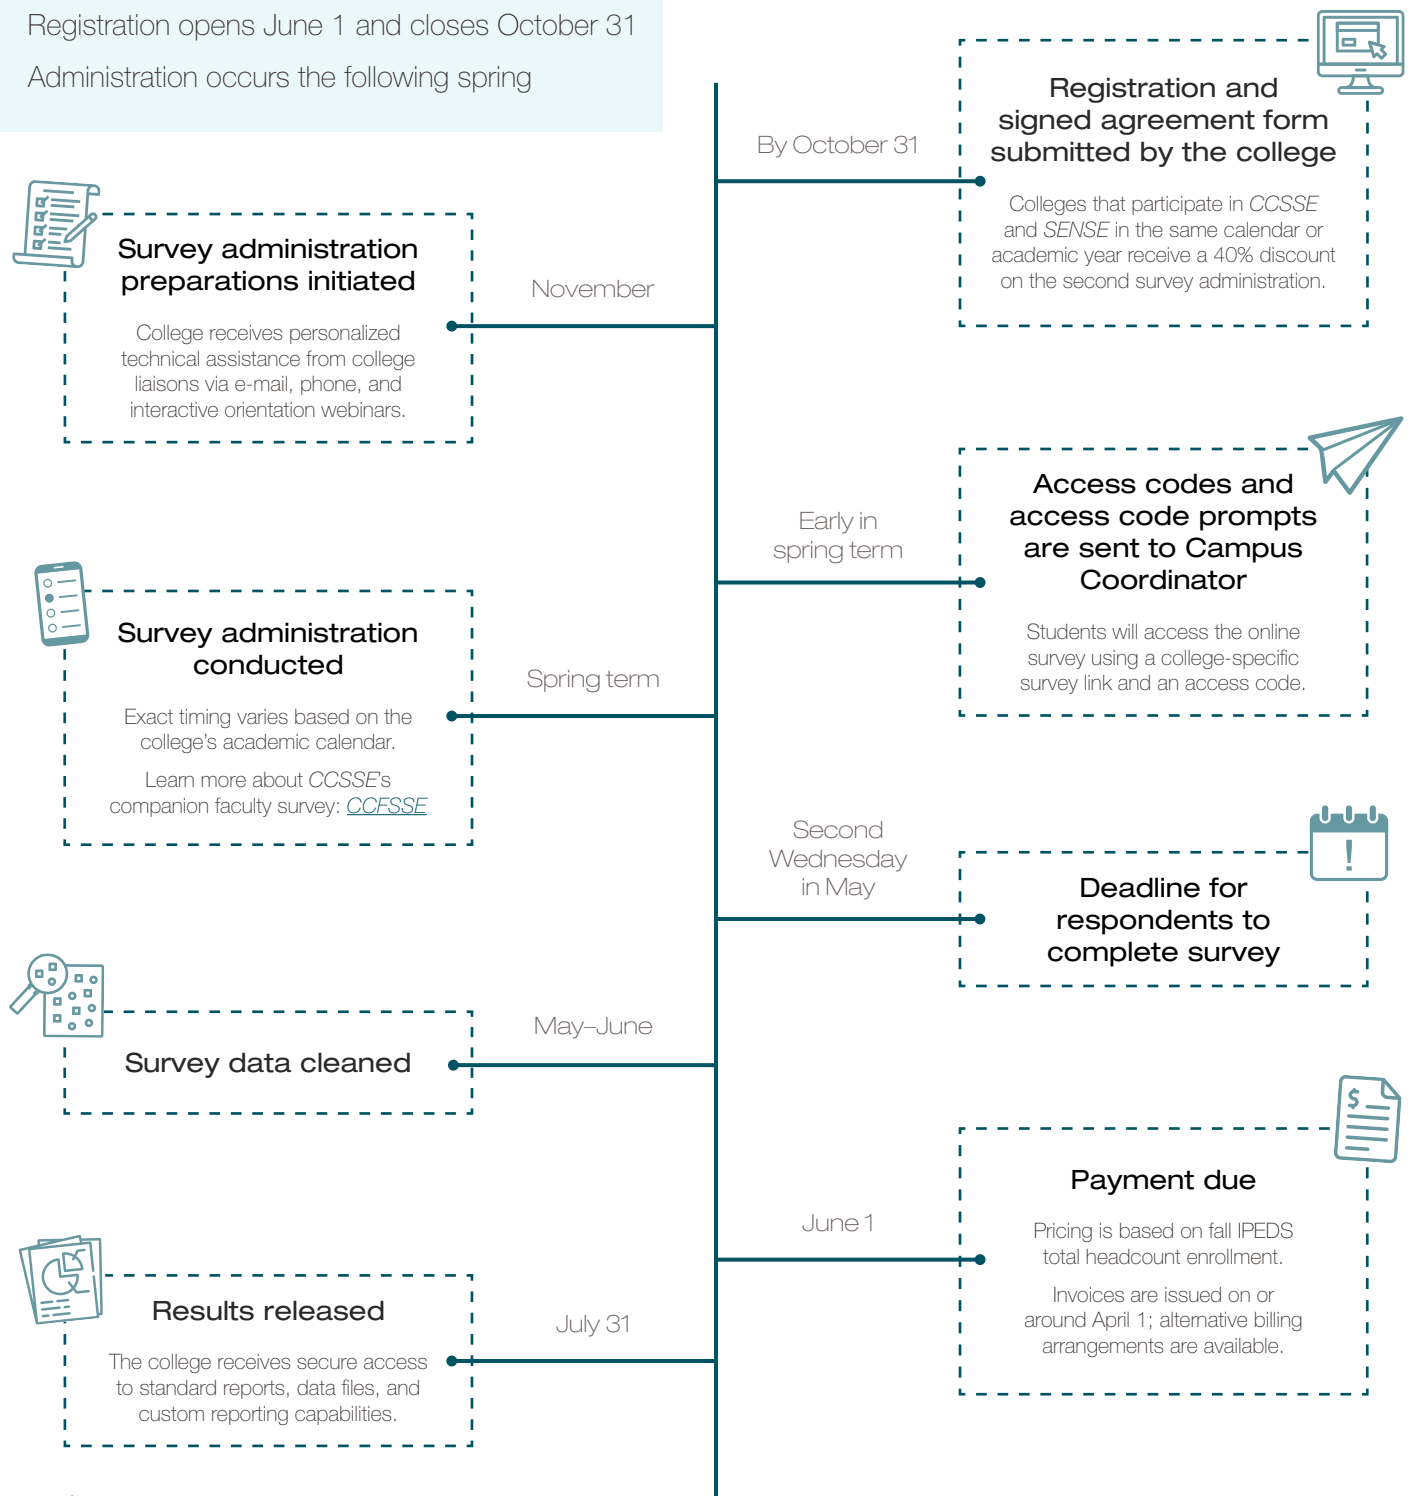 Registration opens June 1 and closes October 31
Administration occurs the following spring
By October 31
Registration and
signed agreement form
submitted by the college
Colleges that participate in CCSSE
and SENSE in the same calendar or
academic year receive a 40% discount
on the second survey administration.
November
Survey administration
preparations initiated
College receives personalized
technical assistance from college
liaisons via e-mail, phone, and
interactive orientation webinars.
Early in
spring term
Access codes and
access code prompts
are sent to Campus
Coordinator
Students will access the online
survey using a college-specific
survey link and an access code.
Spring term
Survey administration
conducted
Exact timing varies based on the
college's academic calendar.
Learn more about CCSSE's
companion faculty survey: CCFSSE
Second
Wednesday
in May
Deadline for
respondents to
complete survey
!
May–June
Survey data cleaned
June 1
$
Payment due
Pricing is based on fall IPEDS
total headcount enrollment.
Invoices are issued on or
around April 1; alternative billing
arrangements are available.
July 31
Results released
The college receives secure access
to standard reports, data files, and
custom reporting capabilities.